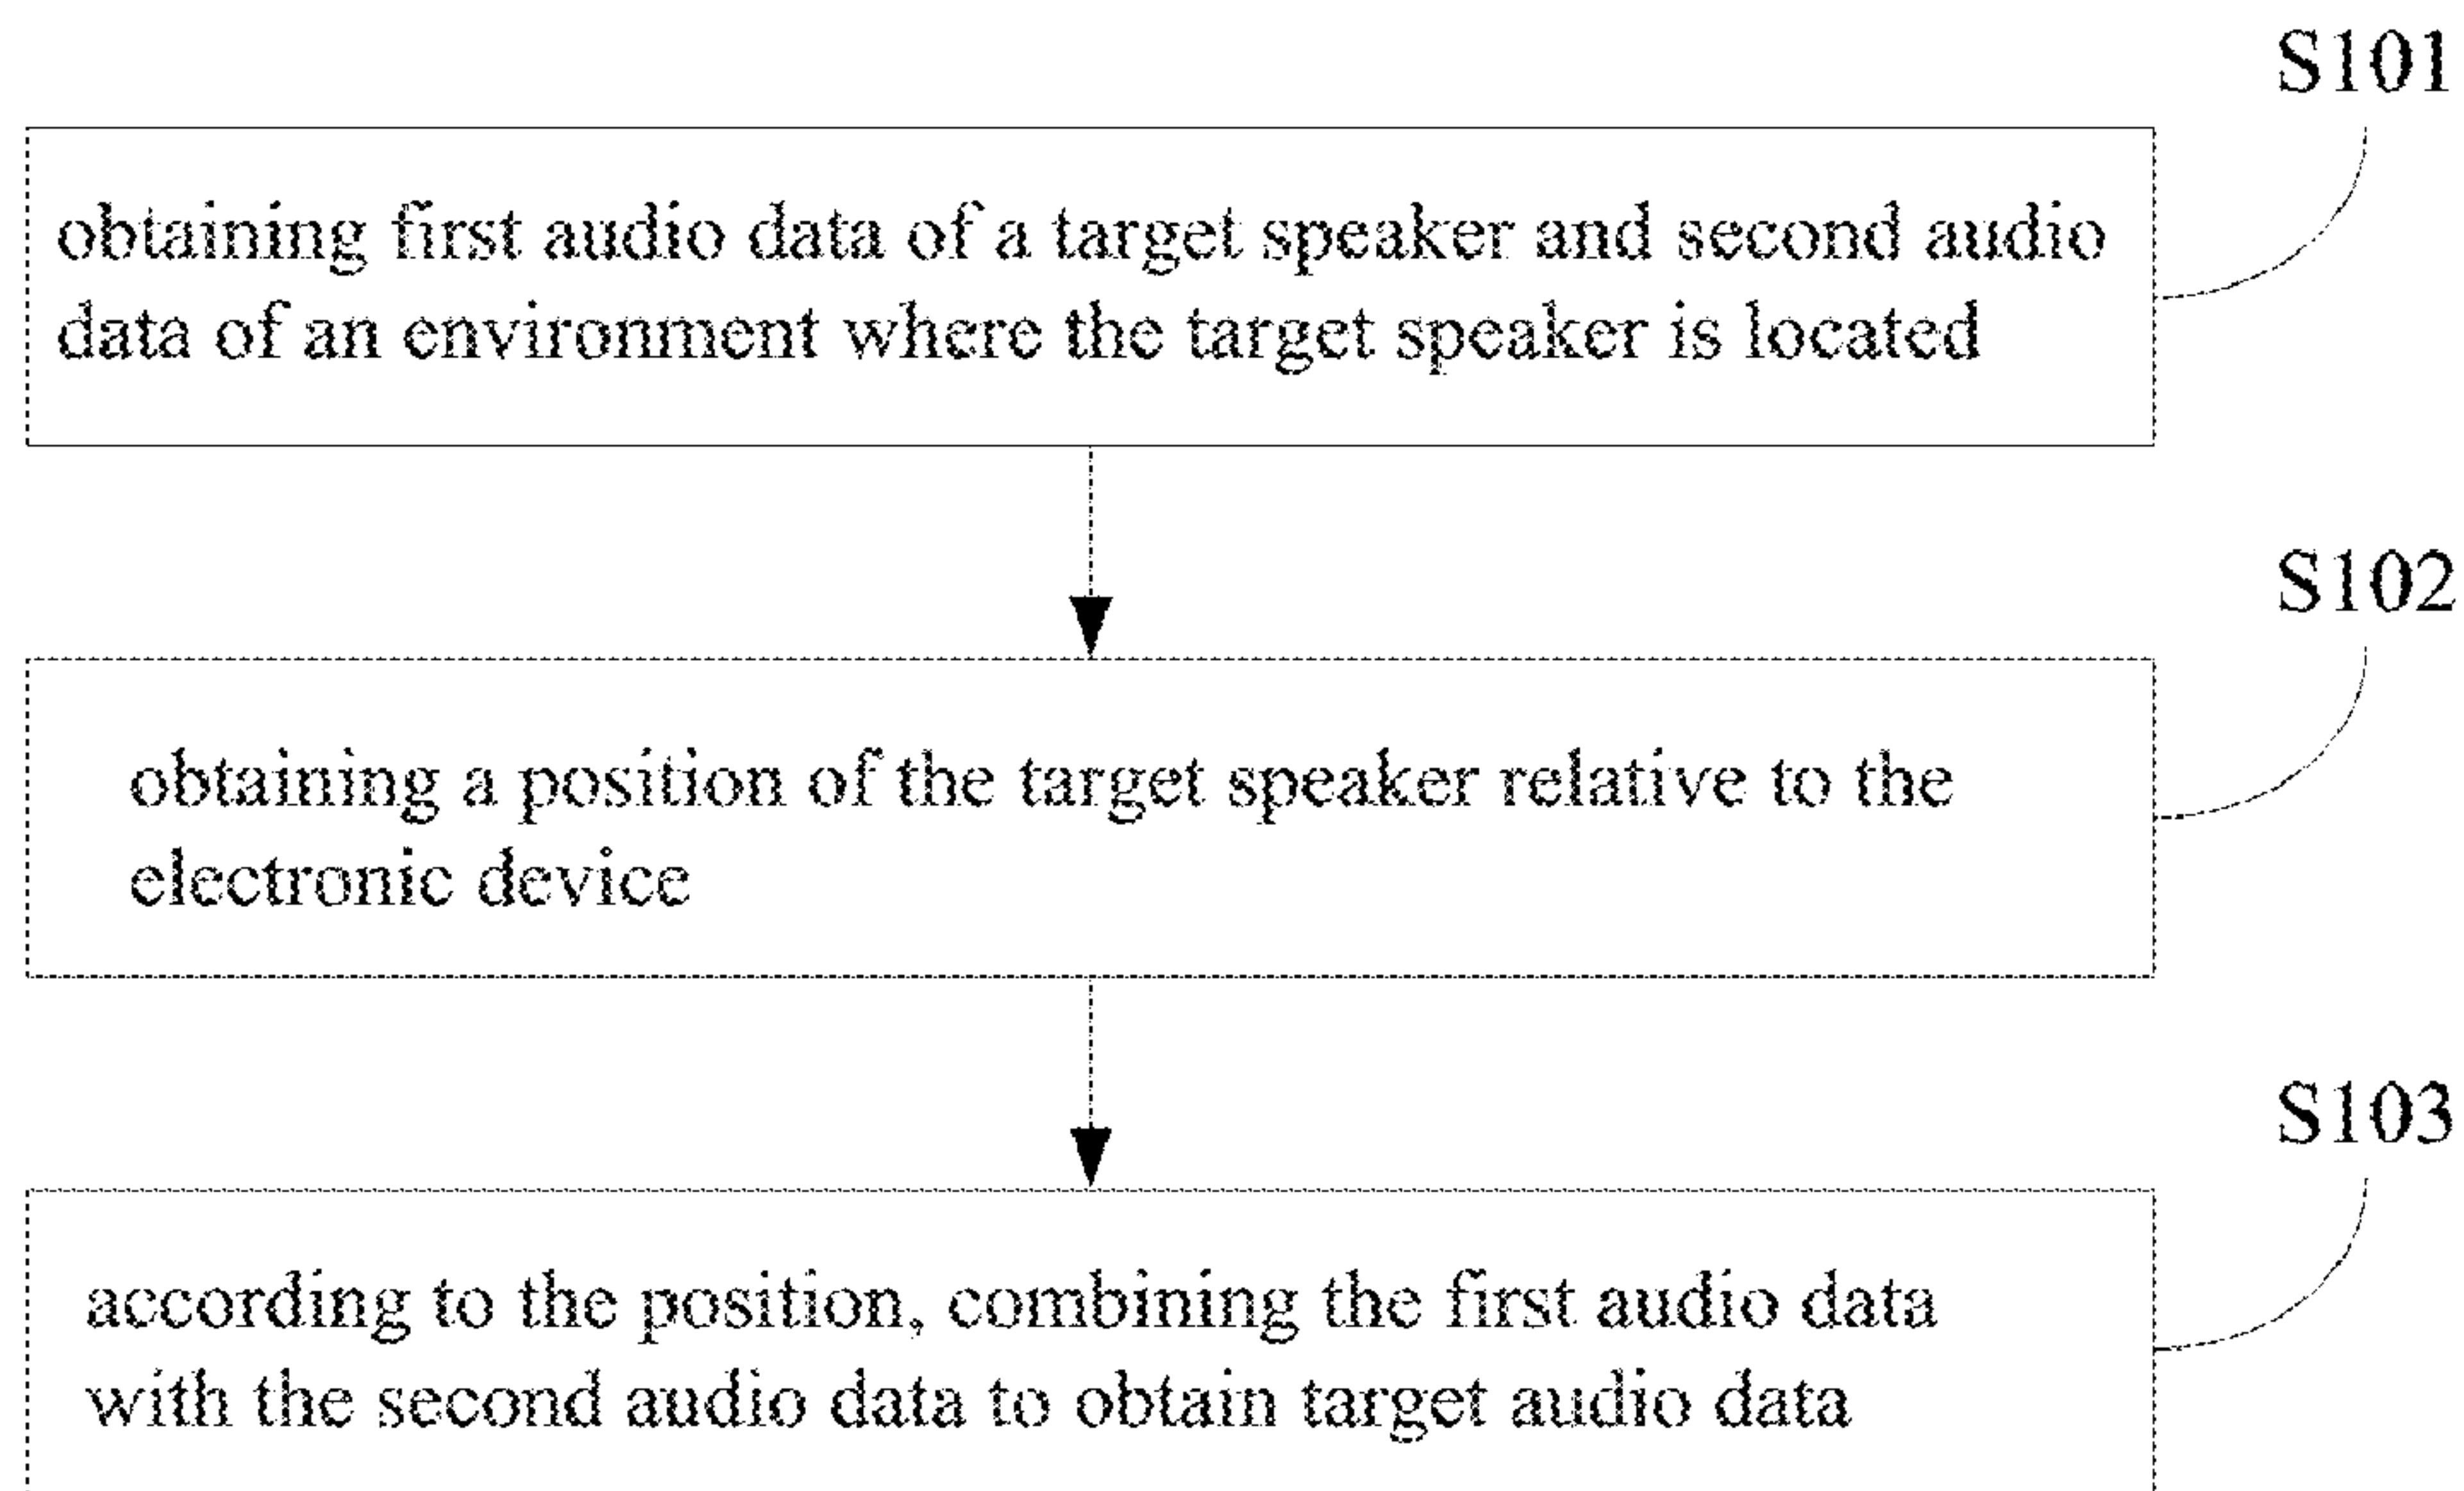 S101
obtaining first audio data of a target speaker and second audio
data of an environment where the target speaker is located
S102
obtaining a position of the target speaker relative to the
electronic device
S103
according to the position, combining the first audio data
with the second audio data to obtain target audio data